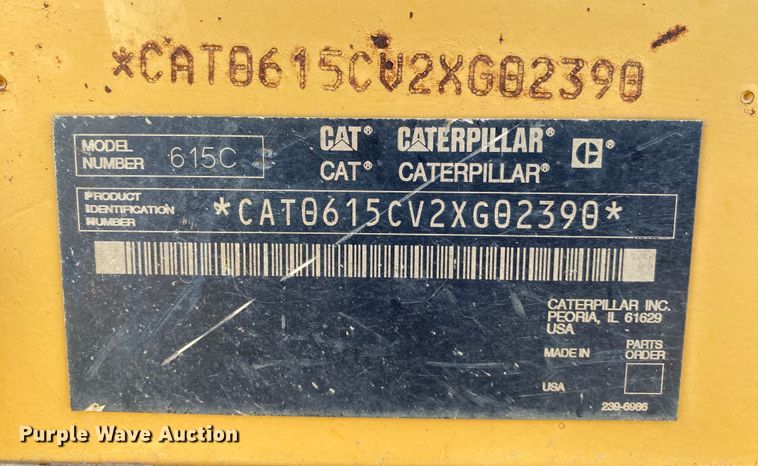 *CAT0615CV2XG02390
MODEL NUMBER 615C
CAT® CATERPILLAR® C
CAT® CATERPILLAR®
PRODUCT IDENTIFICATION NUMBER *CAT0615CV2XG02390*
CATERPILLAR INC.
PEORIA, IL 61629
USA
MADE IN
PARTS ORDER
USA
239-6986
Purple Wave Auction